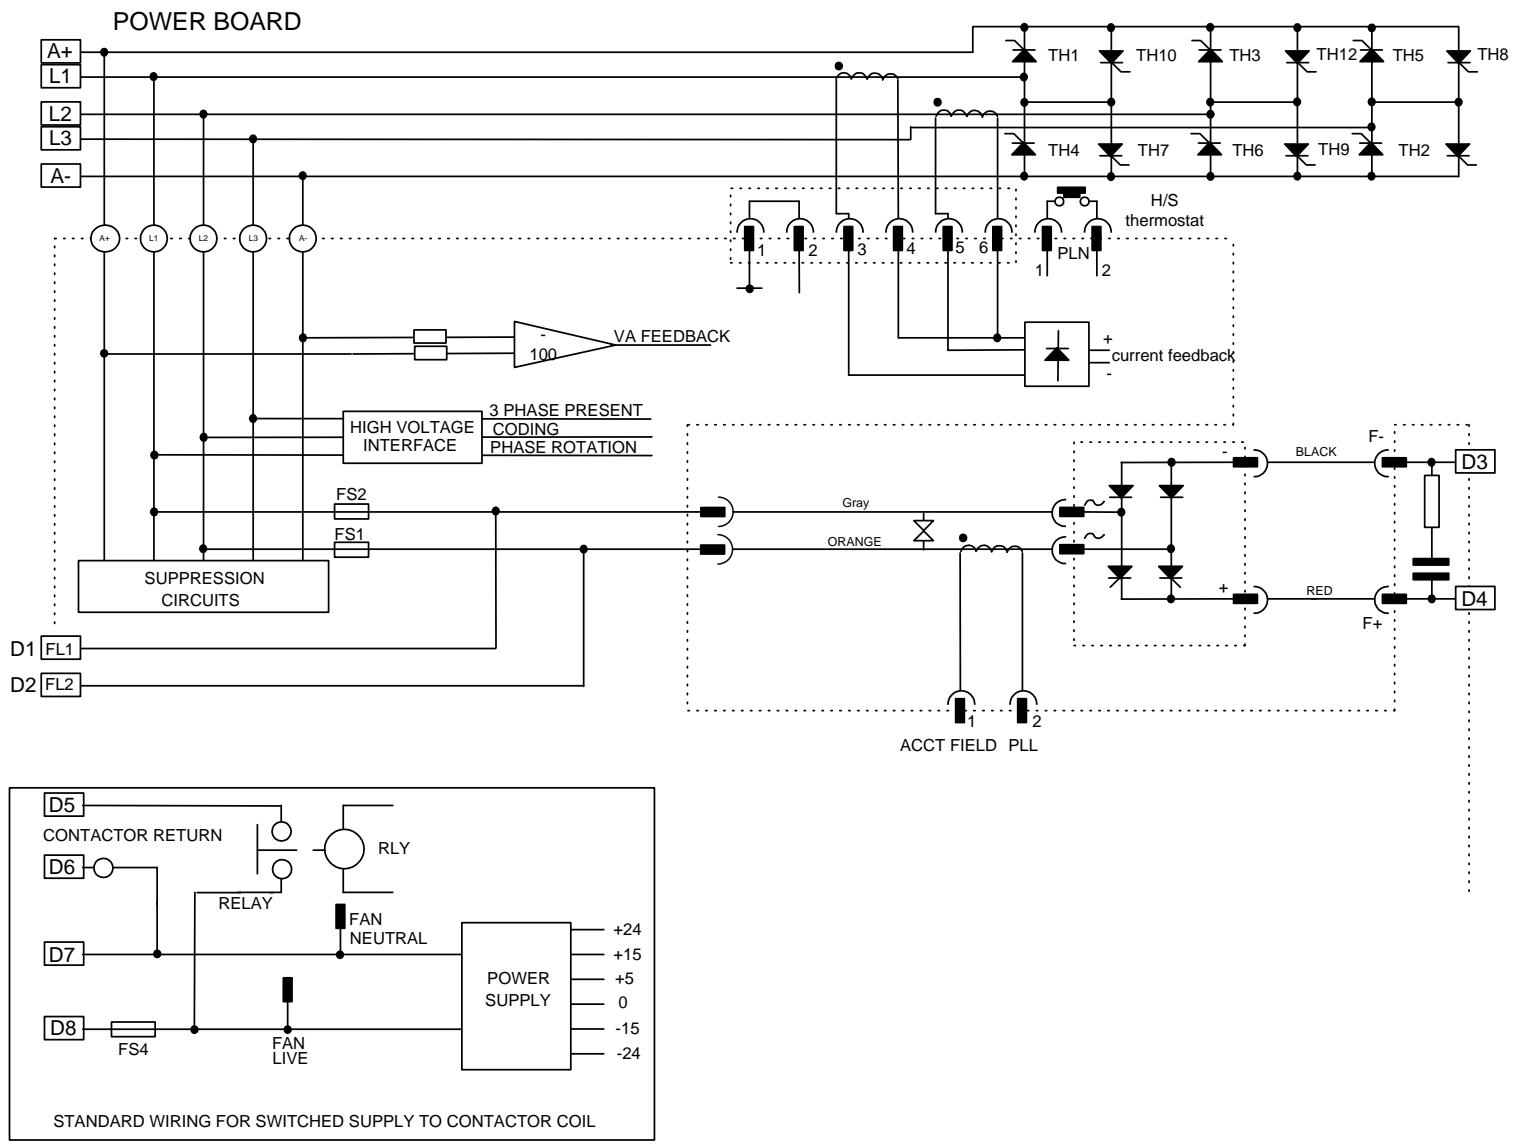 POWER BOARD
A+
L1
L2
L3
A-
TH1
TH10
TH3
TH12
TH5
TH8
TH4
TH7
TH6
TH9
TH2
H/S
thermostat
A+
L1
L2
L3
A-
1
2
3
4
5
6
PLN
1
2
-
100
VA FEEDBACK
+
current feedback
-
HIGH VOLTAGE
INTERFACE
3 PHASE PRESENT
CODING
PHASE ROTATION
FS2
FS1
Gray
ORANGE
-
BLACK
F-
D3
+
RED
F+
D4
SUPPRESSION
CIRCUITS
D1 FL1
D2 FL2
1
2
ACCT FIELD PLL
D5
CONTACTOR RETURN
D6
RLY
RELAY
FAN
NEUTRAL
D7
POWER
SUPPLY
+24
+15
+5
0
-15
-24
D8
FS4
FAN
LIVE
STANDARD WIRING FOR SWITCHED SUPPLY TO CONTACTOR COIL